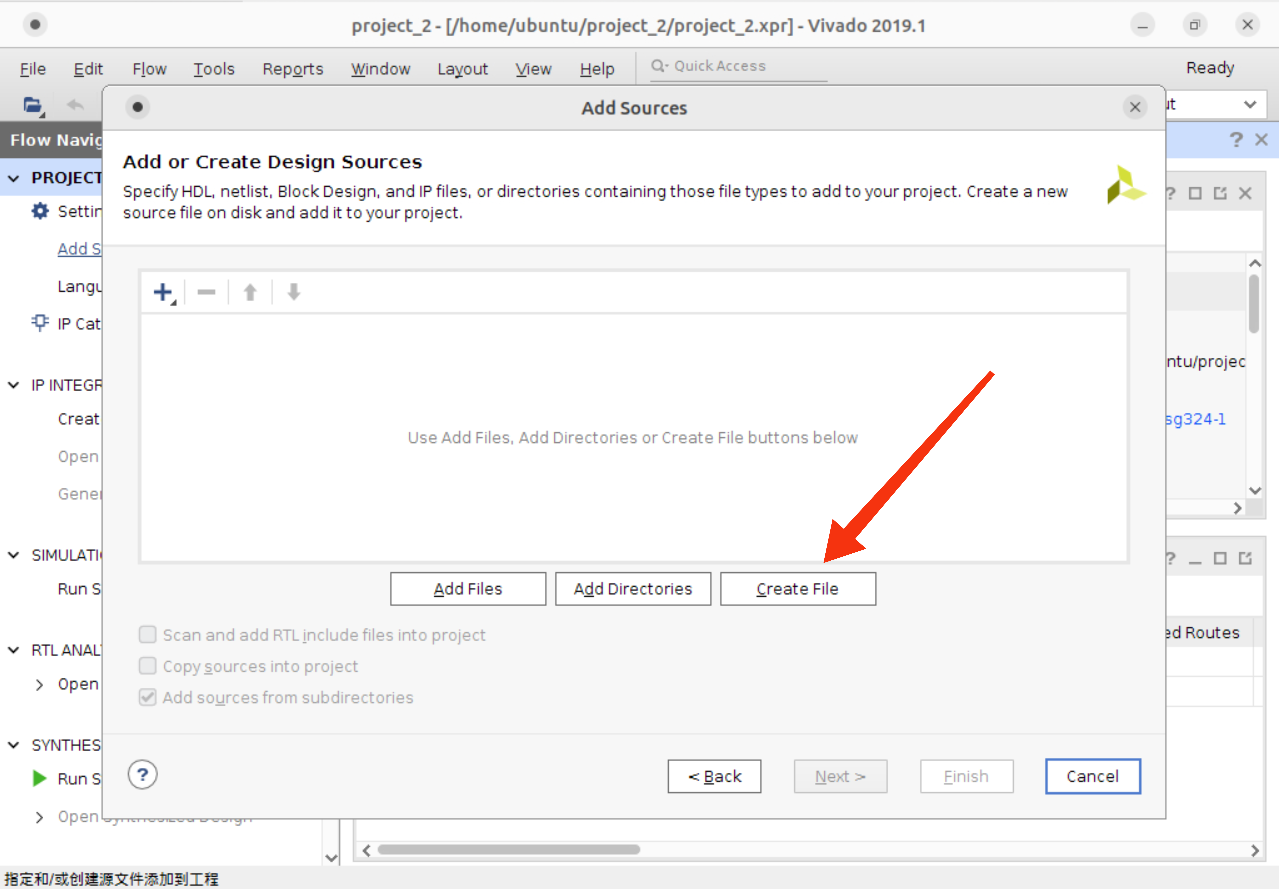 project_2 - [/home/ubuntu/project_2/project_2.xpr] - Vivado 2019.1
File Edit Flow Tools Reports Window Layout View Help Quick Access Ready
Flow Navig
PROJECT
Settin
Add S
Langu
IP Cat
IP INTEGR
Creat
Open
Gener
SIMULATI
Run S
RTL ANAL
Open
SYNTHES
Run S
Open Synthesized Design
Add Sources
Add or Create Design Sources
Specify HDL, netlist, Block Design, and IP files, or directories containing those file types to add to your project. Create a new
source file on disk and add it to your project.
Use Add Files, Add Directories or Create File buttons below
Add Files Add Directories Create File
Scan and add RTL include files into project
Copy sources into project
Add sources from subdirectories
? < Back Next > Finish Cancel
ut
ntu/projec
sg324-1
ed Routes
指定和/或创建源文件添加到工程